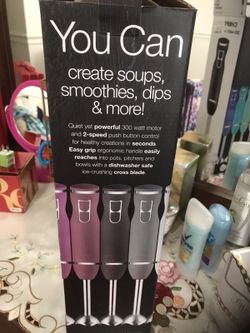 You Can
create soups,
smoothies, dips
& more!
Quiet yet powerful 300 watt motor
and 2-speed push button control
for healthy creations in seconds.
Easy grip ergonomic handle easily
reaches into pots, pitchers and
bowls with a dishwasher safe
ice-crushing cross blade.